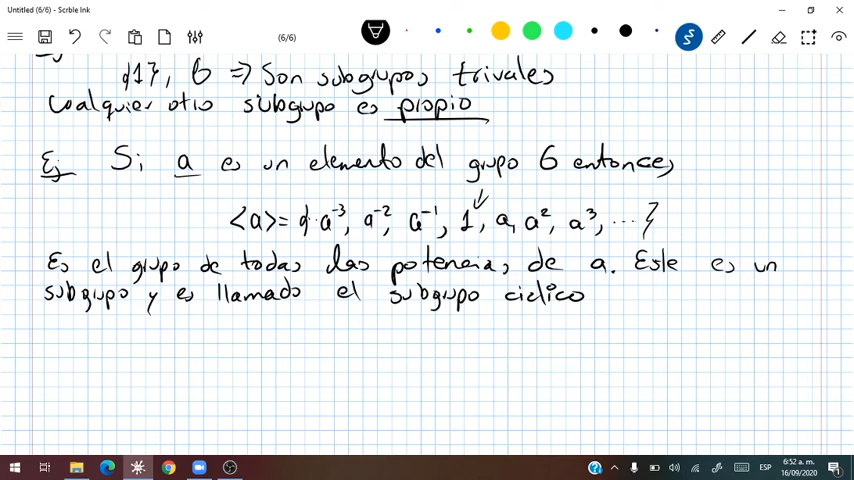 Untitled (6/6) - Scrble Ink
(6/6)
{1}, G => Son subgrupos trivales
Cualquier otro subgrupo es propio
Ej Si a es un elemento del grupo G entonces
<a> = {··a⁻³, a⁻², a⁻¹, 1, a, a², a³, ···}
Es el grupo de todas las potencias de a. Este es un
subgrupo y es llamado el subgrupo ciclico
ESP
6:52 a. m.
16/09/2020